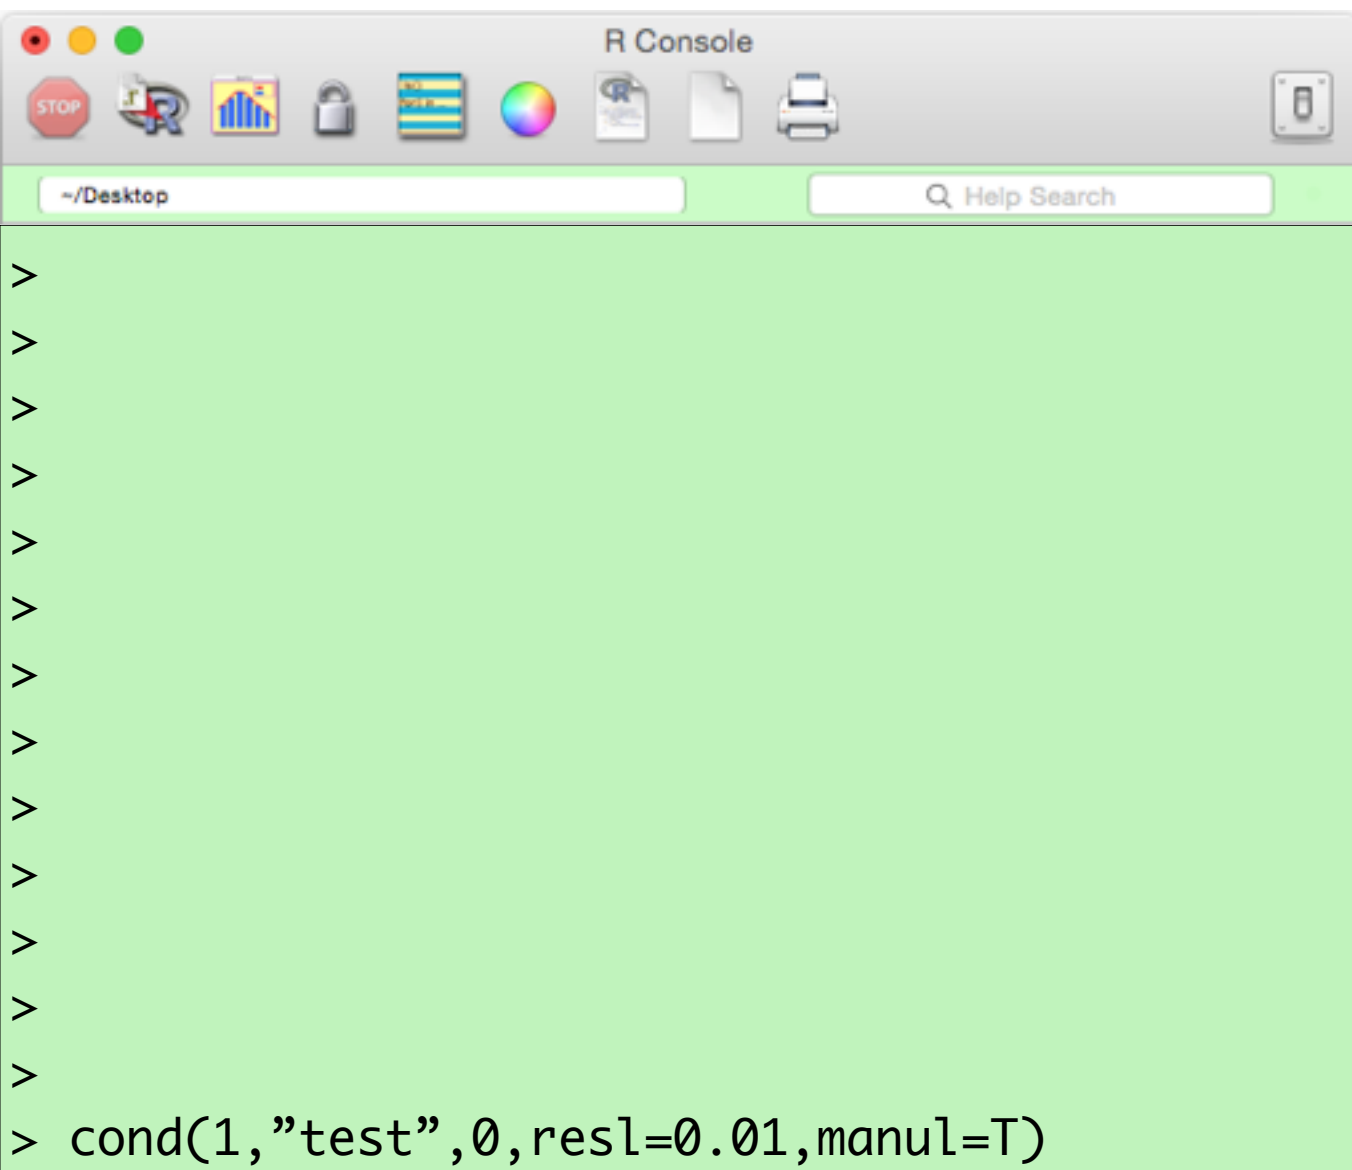 R Console
STOP
~/Desktop
Help Search
>
>
>
>
>
>
>
>
>
>
>
>
>
> cond(1,”test”,0,resl=0.01,manul=T)